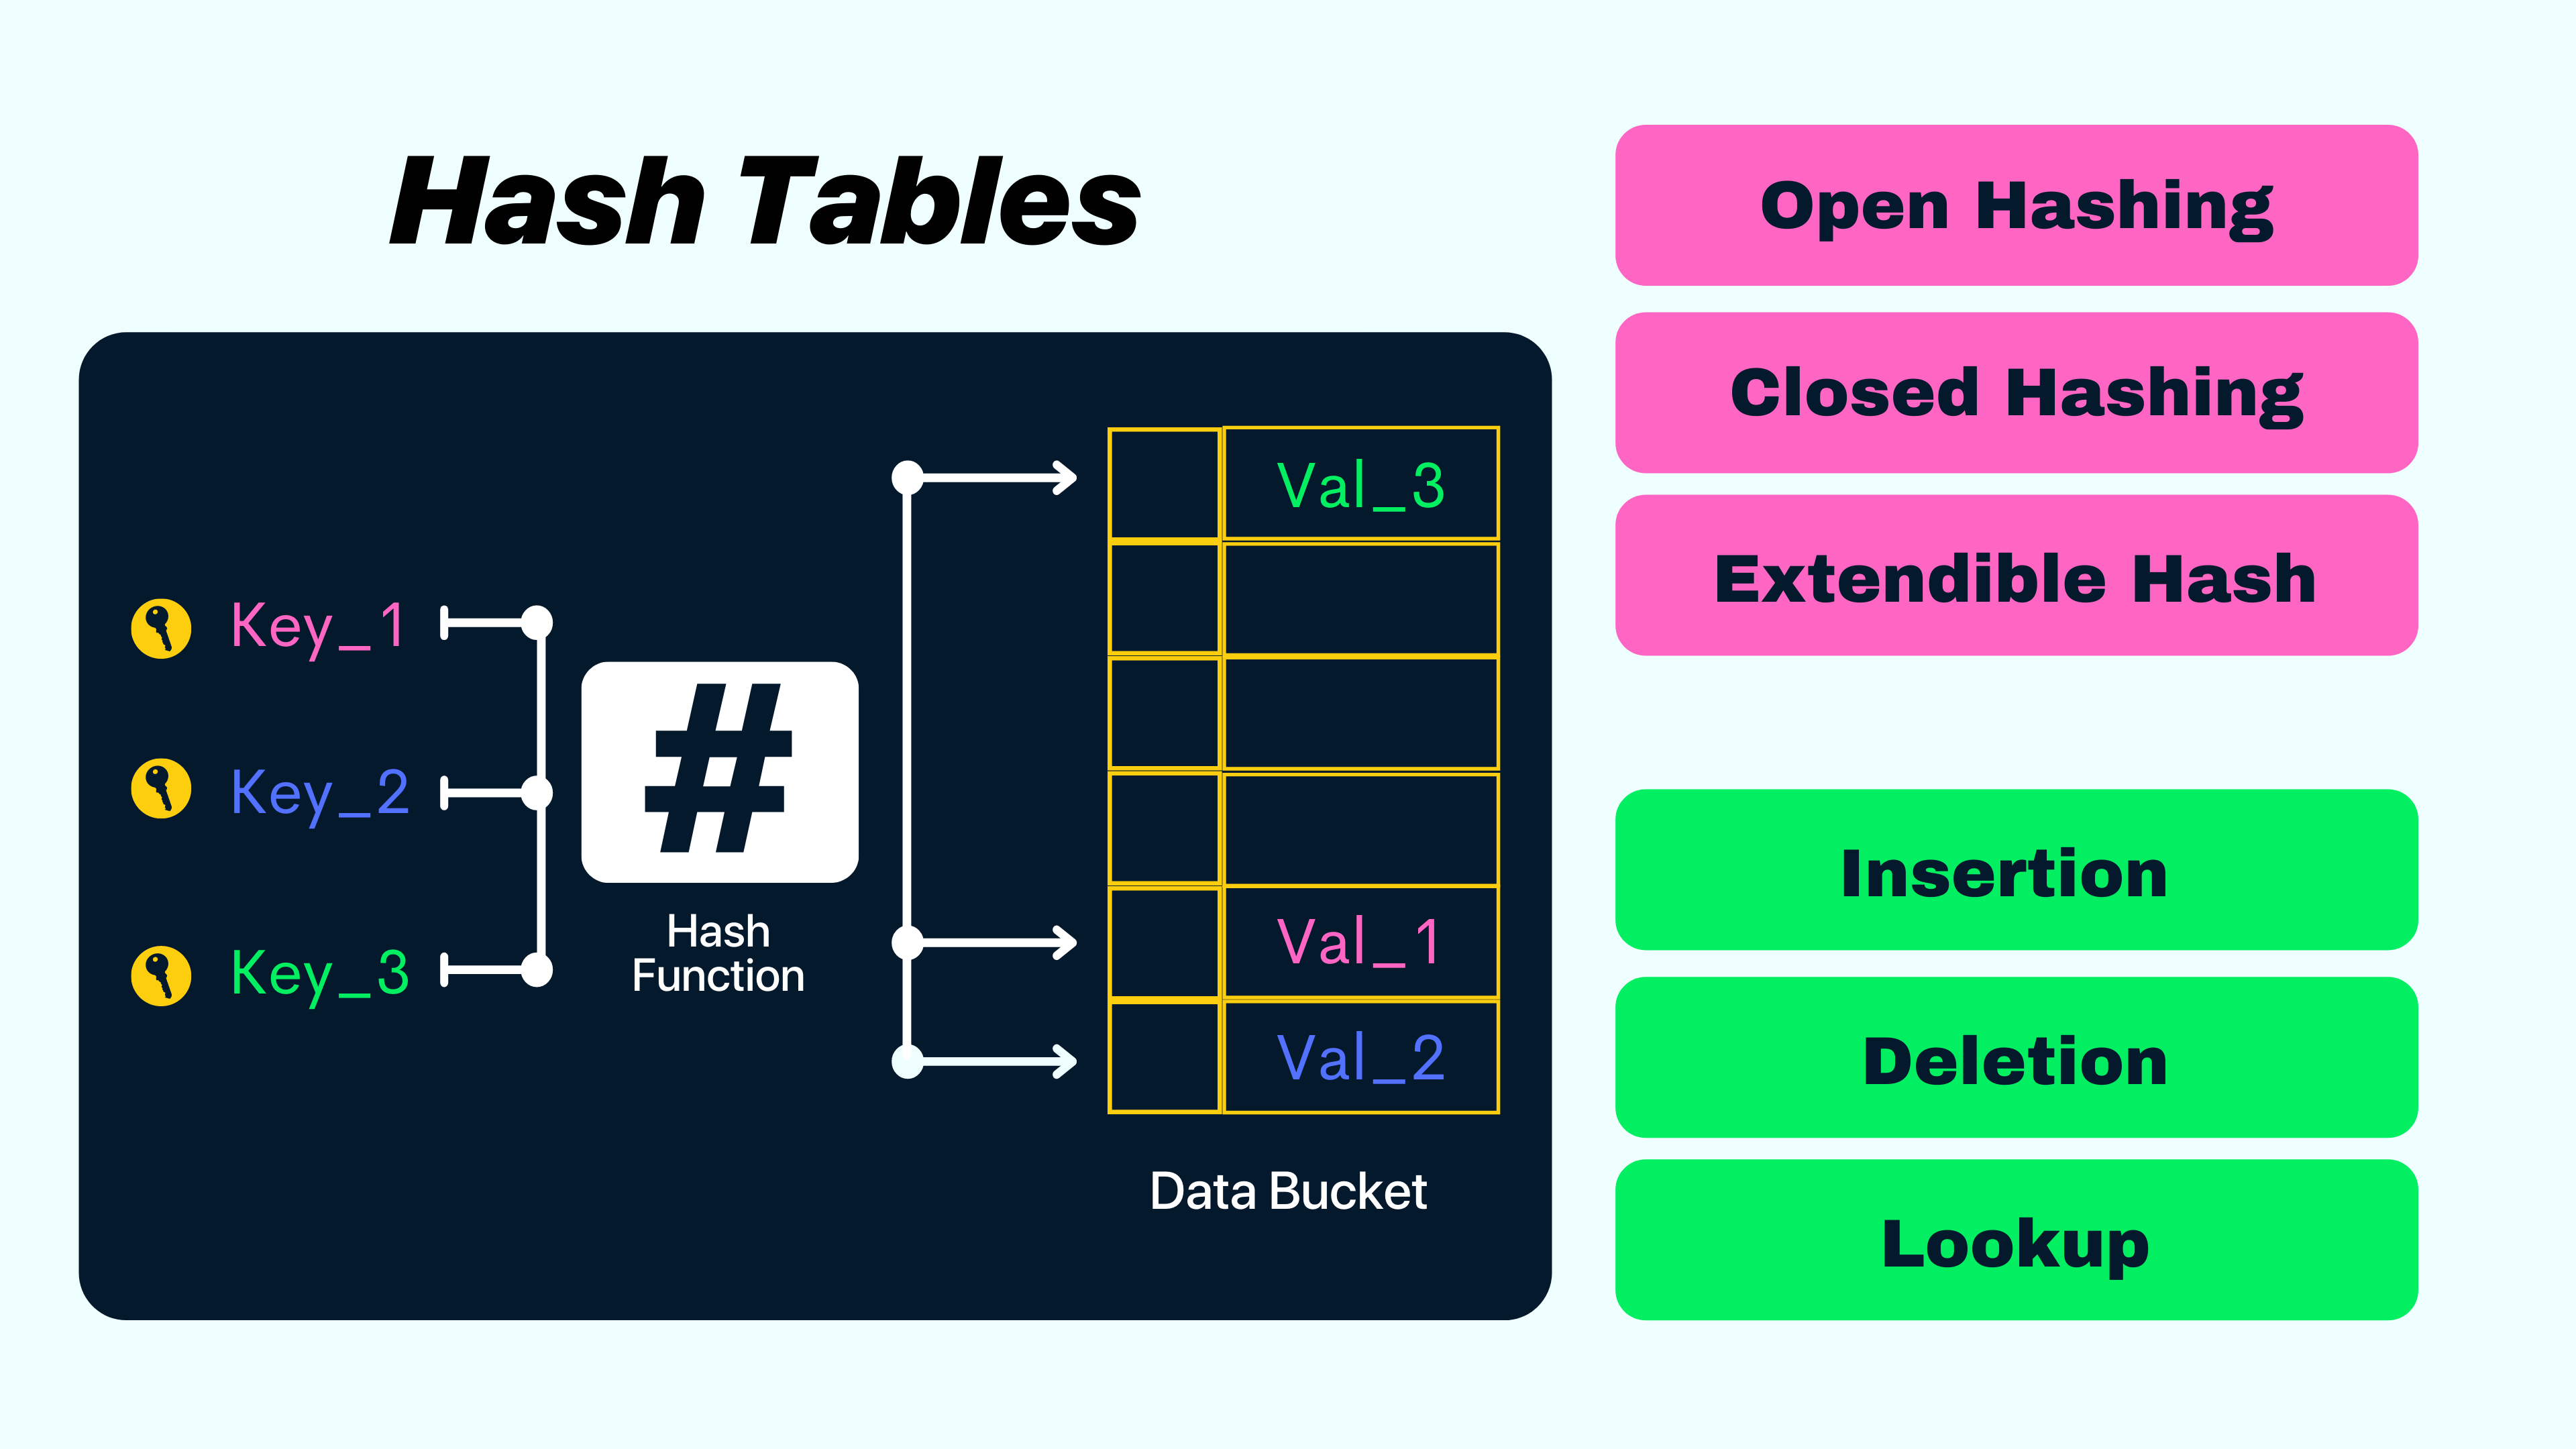 Hash Tables
Key_1
Key_2
Key_3
#
Hash
Function
Val_3
Val_1
Val_2
Data Bucket
Open Hashing
Closed Hashing
Extendible Hash
Insertion
Deletion
Lookup